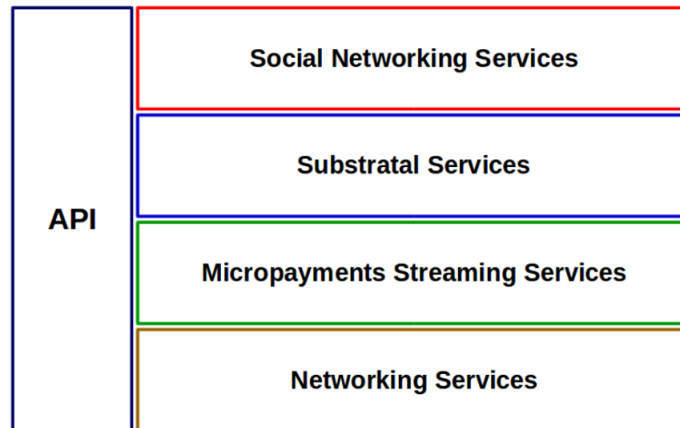 Social Networking Services
Substratal Services
API
Micropayments Streaming Services
Networking Services